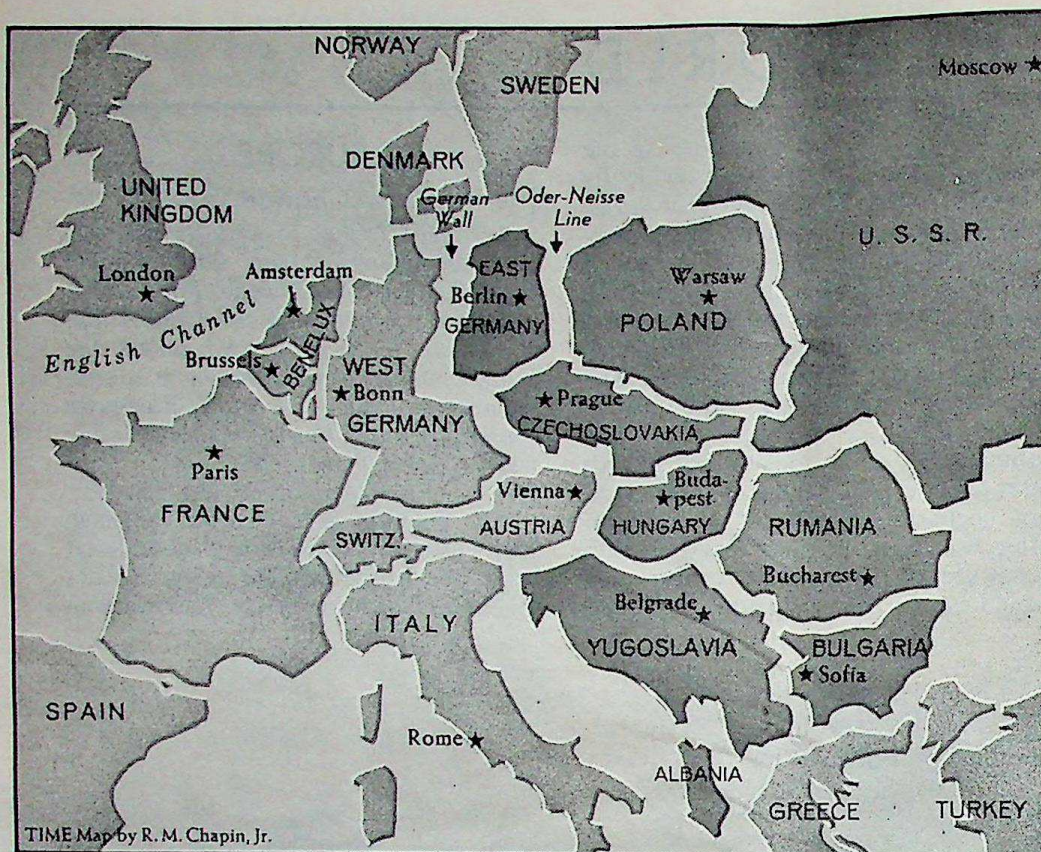 NORWAY
SWEDEN
Moscow
DENMARK
UNITED
KINGDOM
German
Wall
Oder-Neisse
Line
U. S. S. R.
London
Amsterdam
EAST
Berlin
GERMANY
Warsaw
POLAND
English Channel
Brussels
BENELUX
WEST
Bonn
GERMANY
Prague
CZECHOSLOVAKIA
Paris
FRANCE
Vienna
AUSTRIA
Buda-
pest
HUNGARY
RUMANIA
SWITZ.
Bucharest
Belgrade
ITALY
YUGOSLAVIA
BULGARIA
Sofia
SPAIN
Rome
ALBANIA
GREECE
TURKEY
TIME Map by R. M. Chapin, Jr.